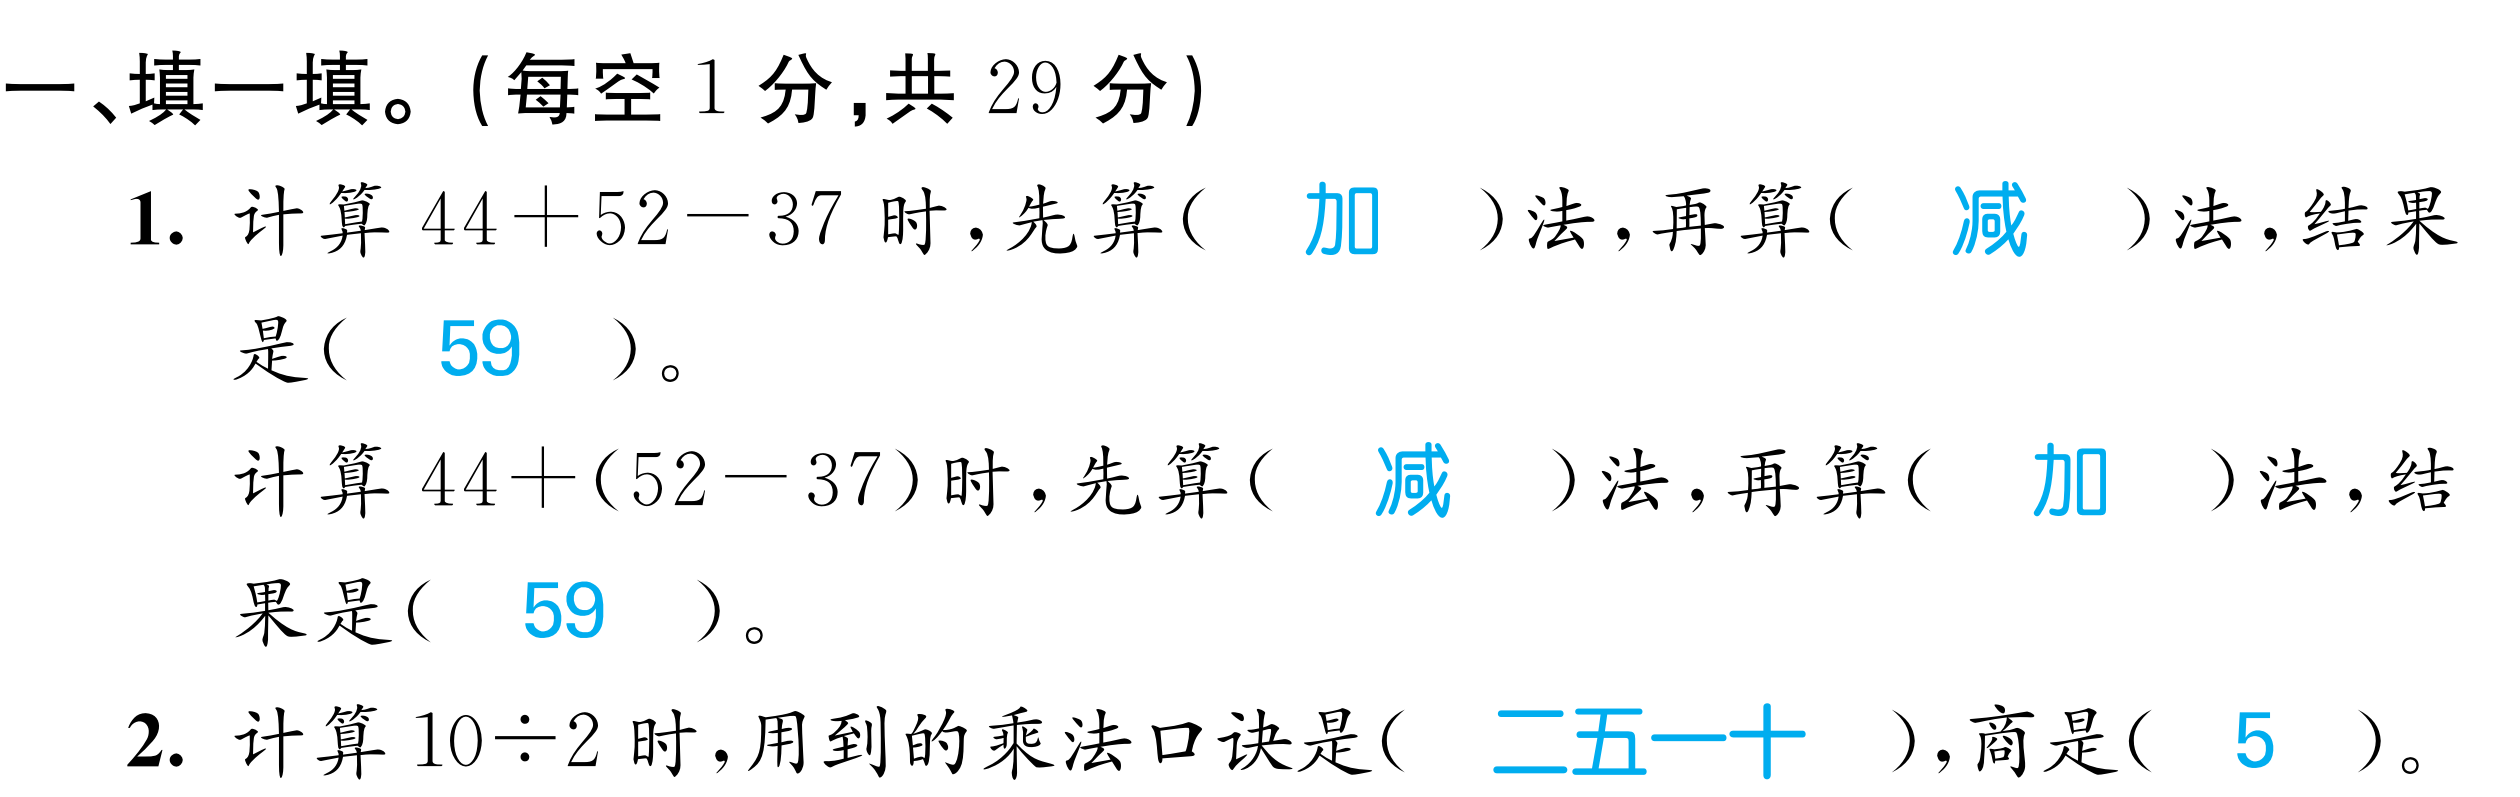 一、填一填。(每空1分,共29分)
1. 计算44＋52－37时,先算( 加 )法,再算( 减 )法,结果
是( 59 )。
计算44＋(52－37)时,先算( 减 )法,再算( 加 )法,结
果是( 59 )。
2. 计算10÷2时,用到的乘法口诀是( 二五一十 ),商是( 5 )。